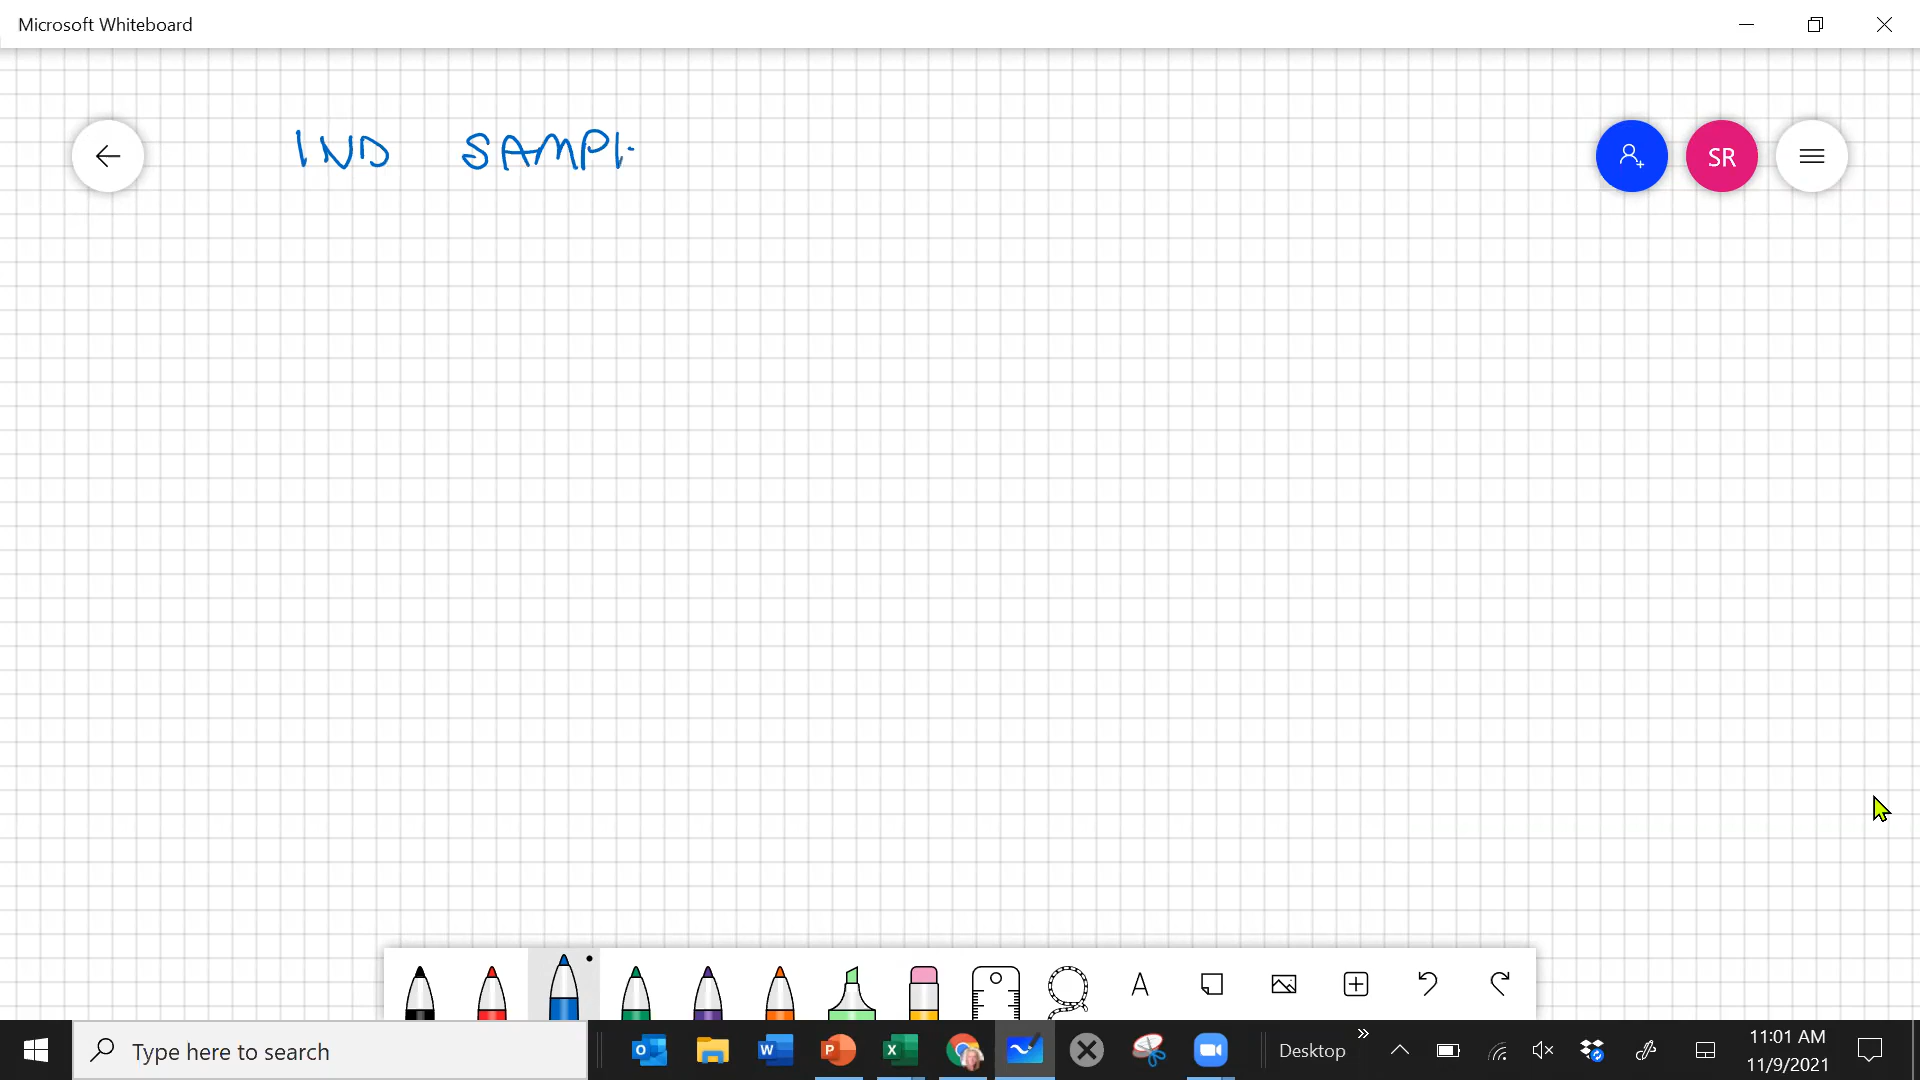 Microsoft Whiteboard
IND SAMPL
SR
A
Type here to search
Desktop
11:01 AM
11/9/2021